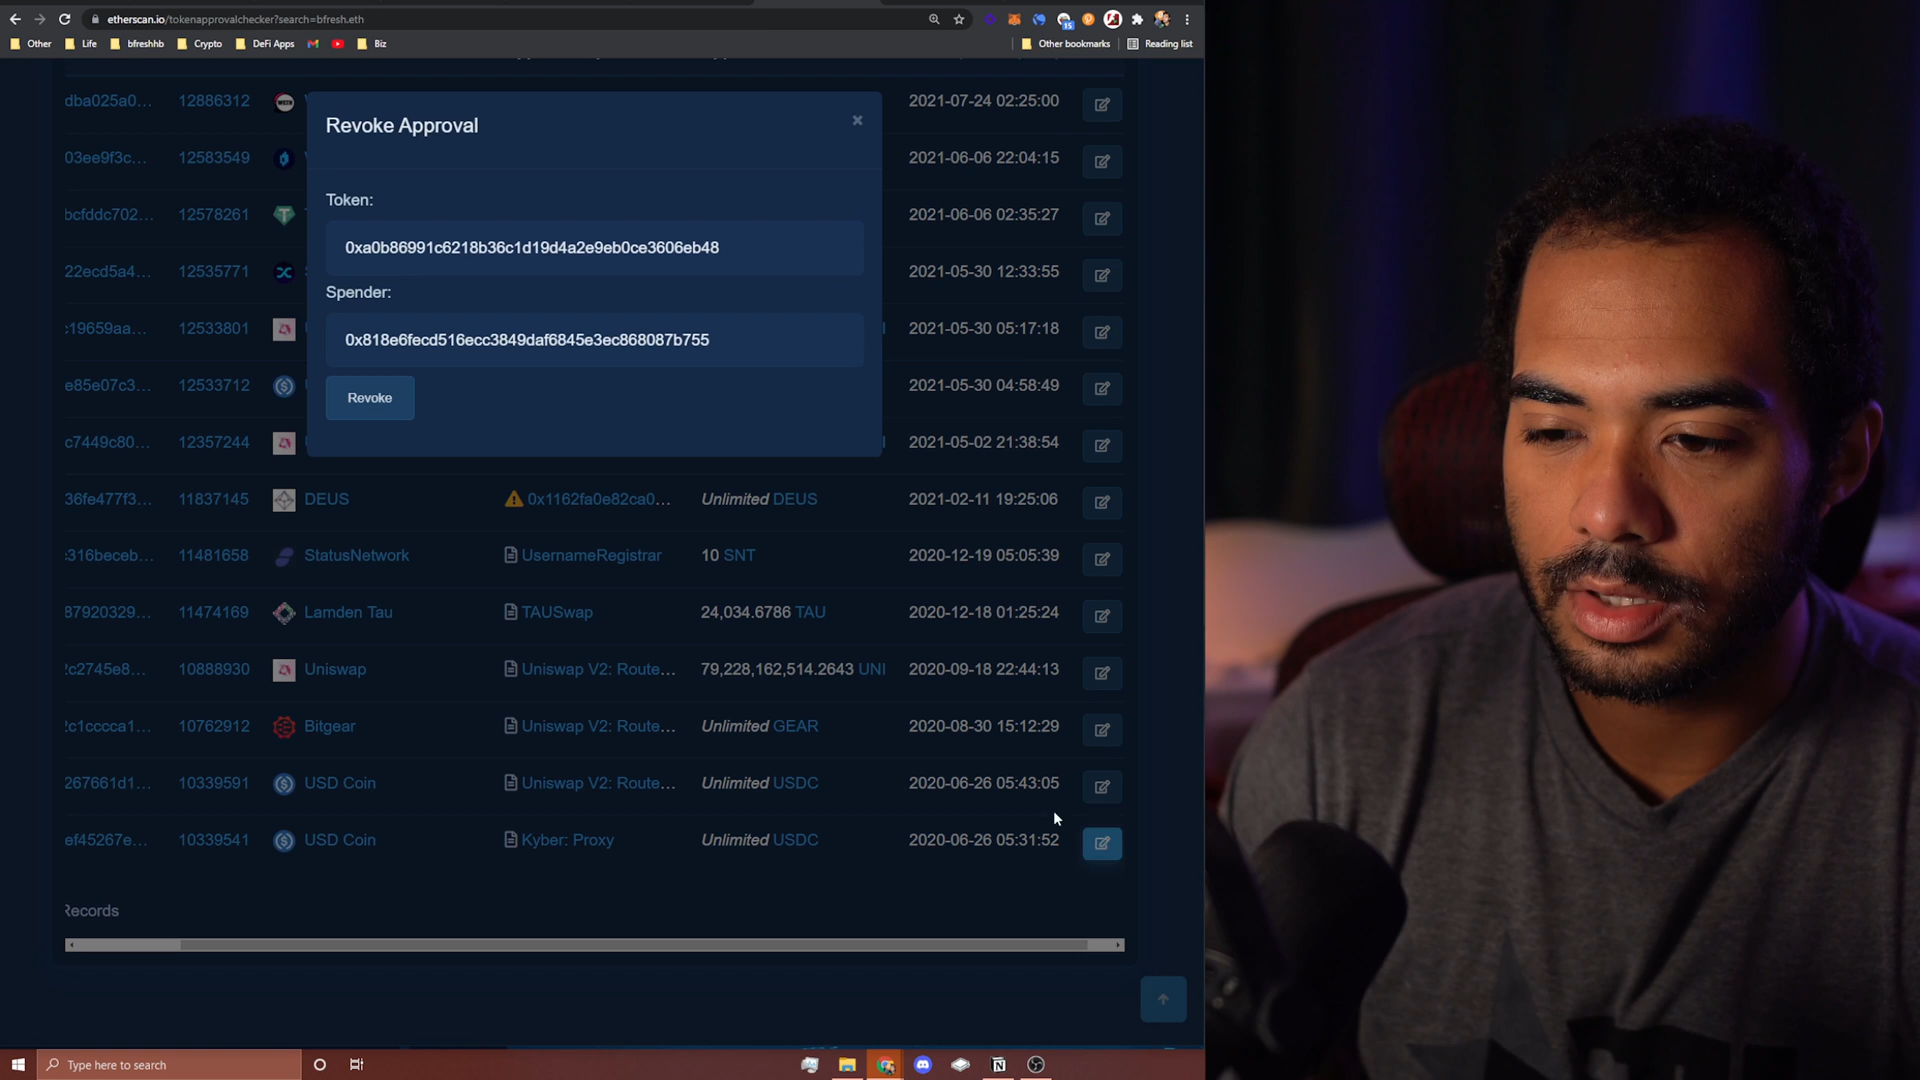 etherscan.io/tokenapprovalchecker?search=bfresh.eth
Other Life bfreshhb Crypto DeFi Apps Biz Other bookmarks Reading list
dba025a0... 12886312 2021-07-24 02:25:00
03ee9f3c... 12583549 2021-06-06 22:04:15
bcfddc702... 12578261 2021-06-06 02:35:27
22ecd5a4... 12535771 2021-05-30 12:33:55
c19659aa... 12533801 2021-05-30 05:17:18
e85e07c3... 12533712 2021-05-30 04:58:49
c7449c80... 12357244 2021-05-02 21:38:54
Revoke Approval
×
Token:
0xa0b86991c6218b36c1d19d4a2e9eb0ce3606eb48
Spender:
0x818e6fecd516ecc3849daf6845e3ec868087b755
Revoke
36fe477f3... 11837145 DEUS 0x1162fa0e82ca0... Unlimited DEUS 2021-02-11 19:25:06
:316beceb... 11481658 StatusNetwork UsernameRegistrar 10 SNT 2020-12-19 05:05:39
87920329... 11474169 Lamden Tau TAUSwap 24,034.6786 TAU 2020-12-18 01:25:24
2c2745e8... 10888930 Uniswap Uniswap V2: Route... 79,228,162,514.2643 UNI 2020-09-18 22:44:13
2c1cccca1... 10762912 Bitgear Uniswap V2: Route... Unlimited GEAR 2020-08-30 15:12:29
267661d1... 10339591 USD Coin Uniswap V2: Route... Unlimited USDC 2020-06-26 05:43:05
ef45267e... 10339541 USD Coin Kyber: Proxy Unlimited USDC 2020-06-26 05:31:52
Records
Type here to search